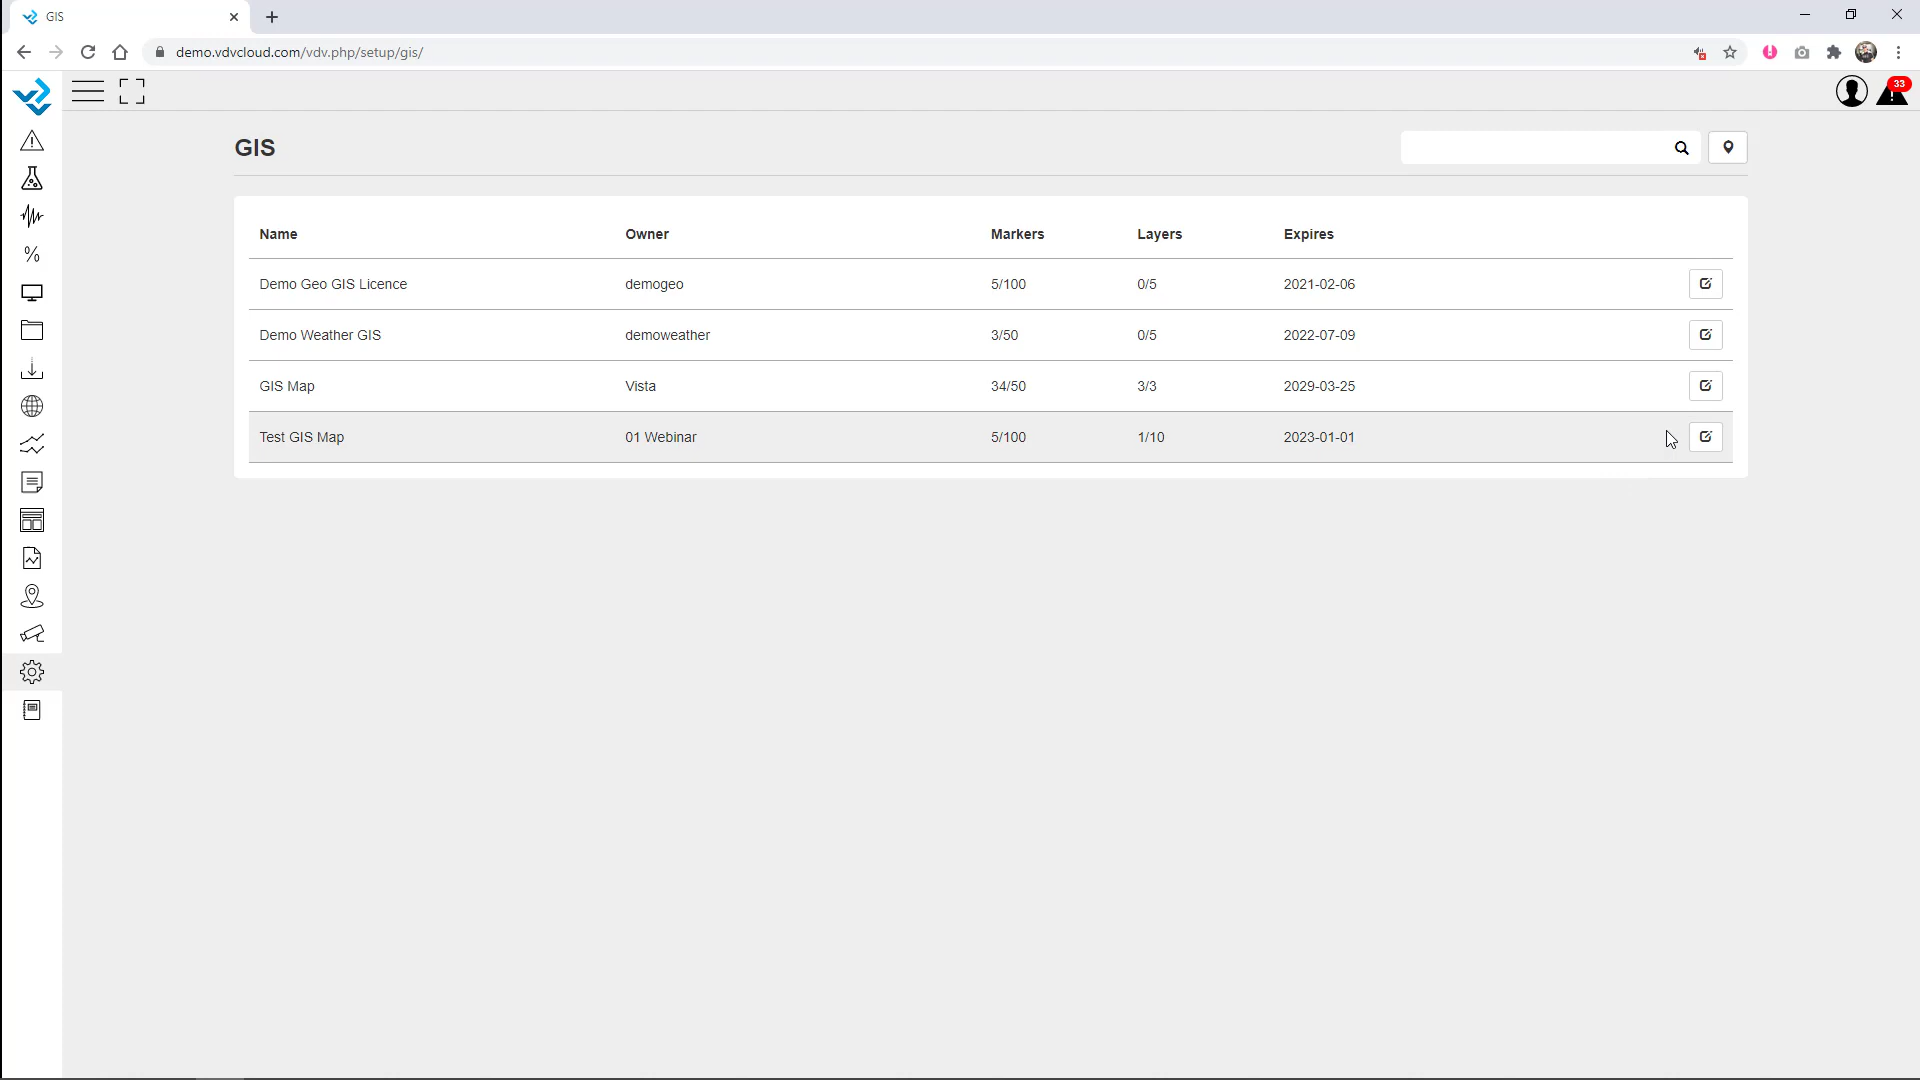 GIS
demo.vdvcloud.com/vdv.php/setup/gis/
33
GIS
Name Owner Markers Layers Expires
Demo Geo GIS Licence demogeo 5/100 0/5 2021-02-06
Demo Weather GIS demoweather 3/50 0/5 2022-07-09
GIS Map Vista 34/50 3/3 2029-03-25
Test GIS Map 01 Webinar 5/100 1/10 2023-01-01
%